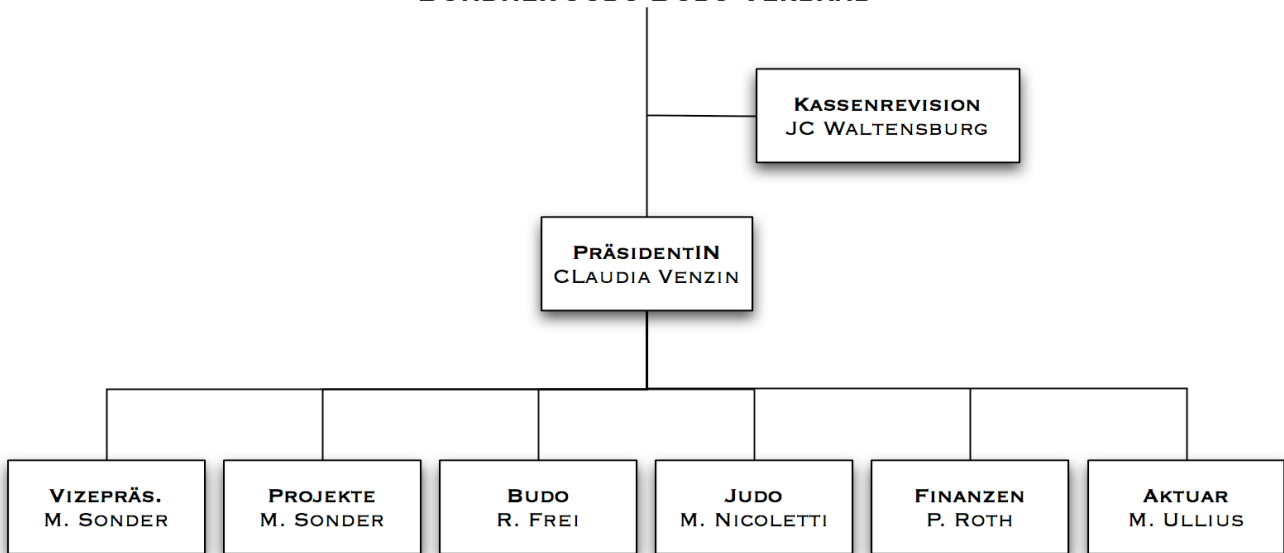 Kassenrevision
JC Waltensburg
PräsidentIN
CLaudia Venzin
Vizepräs.
M. Sonder
Projekte
M. Sonder
Budo
R. Frei
Judo
M. Nicoletti
Finanzen
P. Roth
Aktuar
M. Ullius